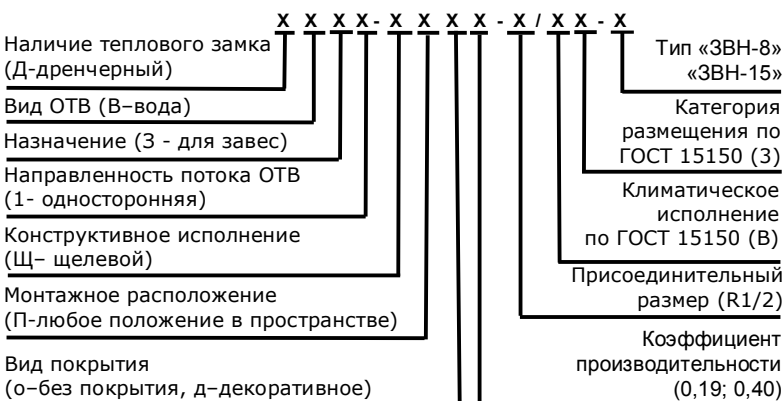 X X X X - X X X X - X / X X - X
Наличие теплового замка
(Д-дренчерный)
Вид ОТВ (В–вода)
Назначение (З - для завес)
Направленность потока ОТВ
(1- односторонняя)
Конструктивное исполнение
(Щ– щелевой)
Монтажное расположение
(П-любое положение в пространстве)
Вид покрытия
(о–без покрытия, д–декоративное)
Тип «ЗВН-8»
«ЗВН-15»
Категория
размещения по
ГОСТ 15150 (3)
Климатическое
исполнение
по ГОСТ 15150 (В)
Присоединительный
размер (R1/2)
Коэффициент
производительности
(0,19; 0,40)